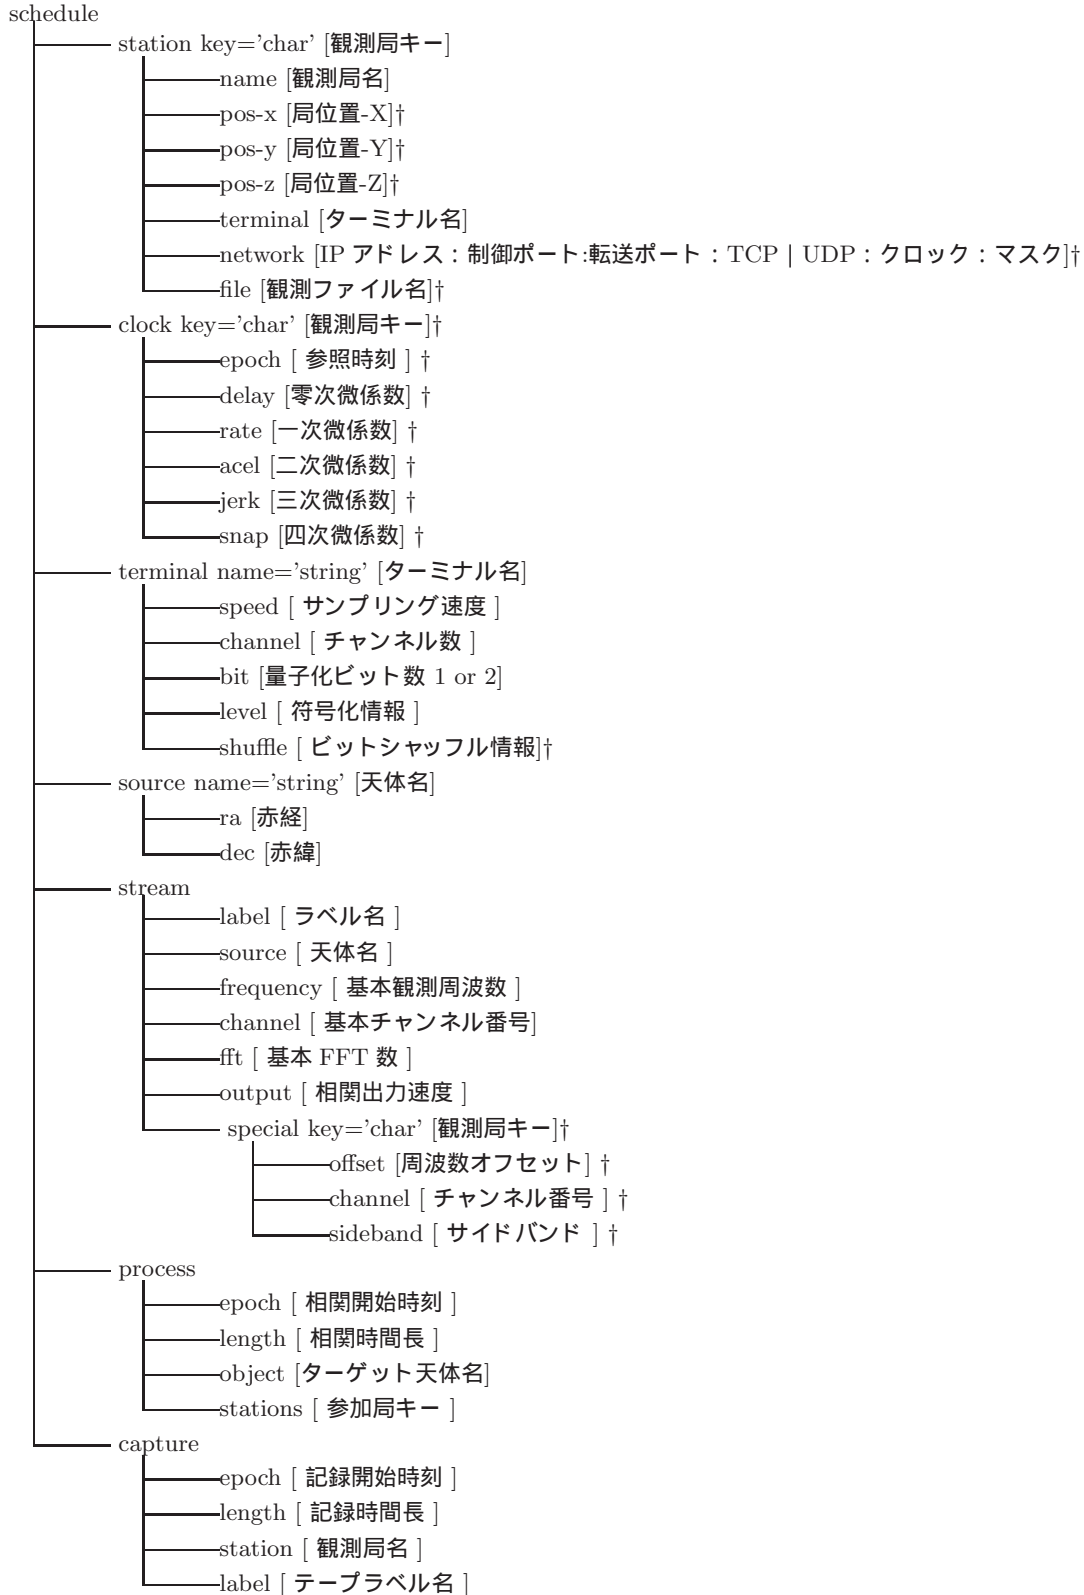 schedule
station key='char' [観測局キー]
name [観測局名]
pos-x [局位置-X]†
pos-y [局位置-Y]†
pos-z [局位置-Z]†
terminal [ターミナル名]
network [IP アドレス：制御ポート:転送ポート：TCP | UDP：クロック：マスク]†
file [観測ファイル名]†
clock key='char' [観測局キー]†
epoch [ 参照時刻 ] †
delay [零次微係数] †
rate [一次微係数] †
acel [二次微係数] †
jerk [三次微係数] †
snap [四次微係数] †
terminal name='string' [ターミナル名]
speed [ サンプリング速度 ]
channel [ チャンネル数 ]
bit [量子化ビット数 1 or 2]
level [ 符号化情報 ]
shuffle [ ビットシャッフル情報]†
source name='string' [天体名]
ra [赤経]
dec [赤緯]
stream
label [ ラベル名 ]
source [ 天体名 ]
frequency [ 基本観測周波数 ]
channel [ 基本チャンネル番号]
fft [ 基本 FFT 数 ]
output [ 相関出力速度 ]
special key='char' [観測局キー]†
offset [周波数オフセット] †
channel [ チャンネル番号 ] †
sideband [ サイドバンド ] †
process
epoch [ 相関開始時刻 ]
length [ 相関時間長 ]
object [ターゲット天体名]
stations [ 参加局キー ]
capture
epoch [ 記録開始時刻 ]
length [ 記録時間長 ]
station [ 観測局名 ]
label [ テープラベル名 ]